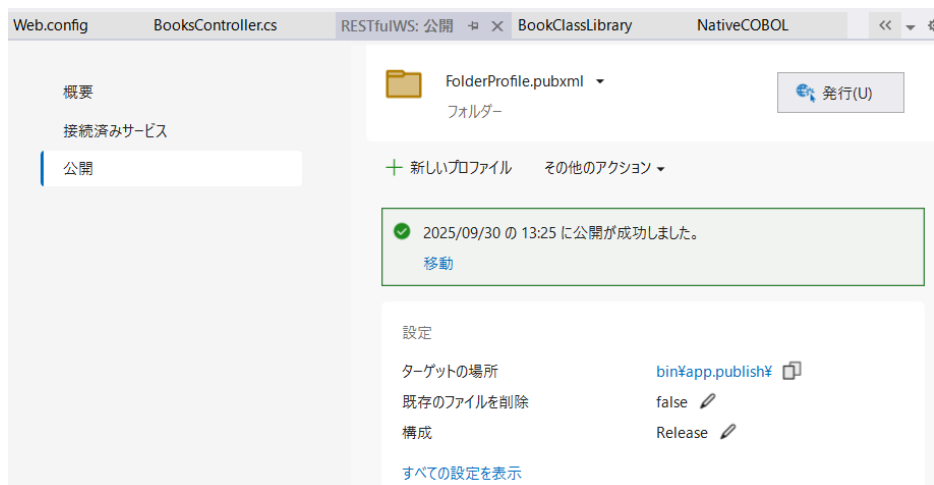 Web.config BooksController.cs RESTfulWS: 公開 BookClassLibrary NativeCOBOL
概要
接続済みサービス
公開
FolderProfile.pubxml
フォルダー
発行(U)
新しいプロファイル その他のアクション
2025/09/30 の 13:25 に公開が成功しました。
移動
設定
ターゲットの場所 bin¥app.publish¥
既存のファイルを削除 false
構成 Release
すべての設定を表示